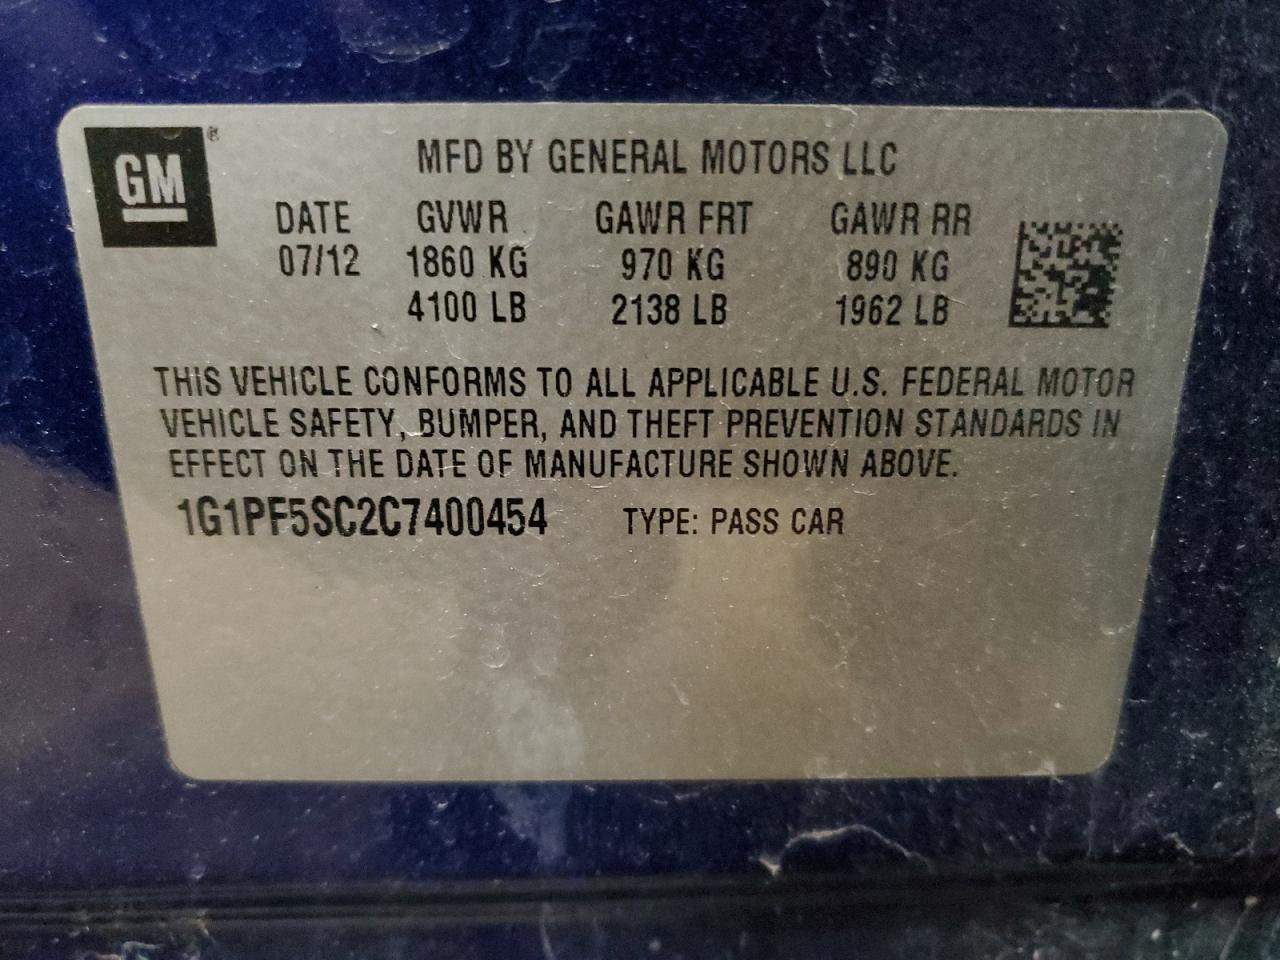 GM®
MFD BY GENERAL MOTORS LLC
DATE GVWR GAWR FRT GAWR RR
07/12 1860 KG 970 KG 890 KG
4100 LB 2138 LB 1962 LB
THIS VEHICLE CONFORMS TO ALL APPLICABLE U.S. FEDERAL MOTOR
VEHICLE SAFETY, BUMPER, AND THEFT PREVENTION STANDARDS IN
EFFECT ON THE DATE OF MANUFACTURE SHOWN ABOVE.
1G1PF5SC2C7400454 TYPE: PASS CAR